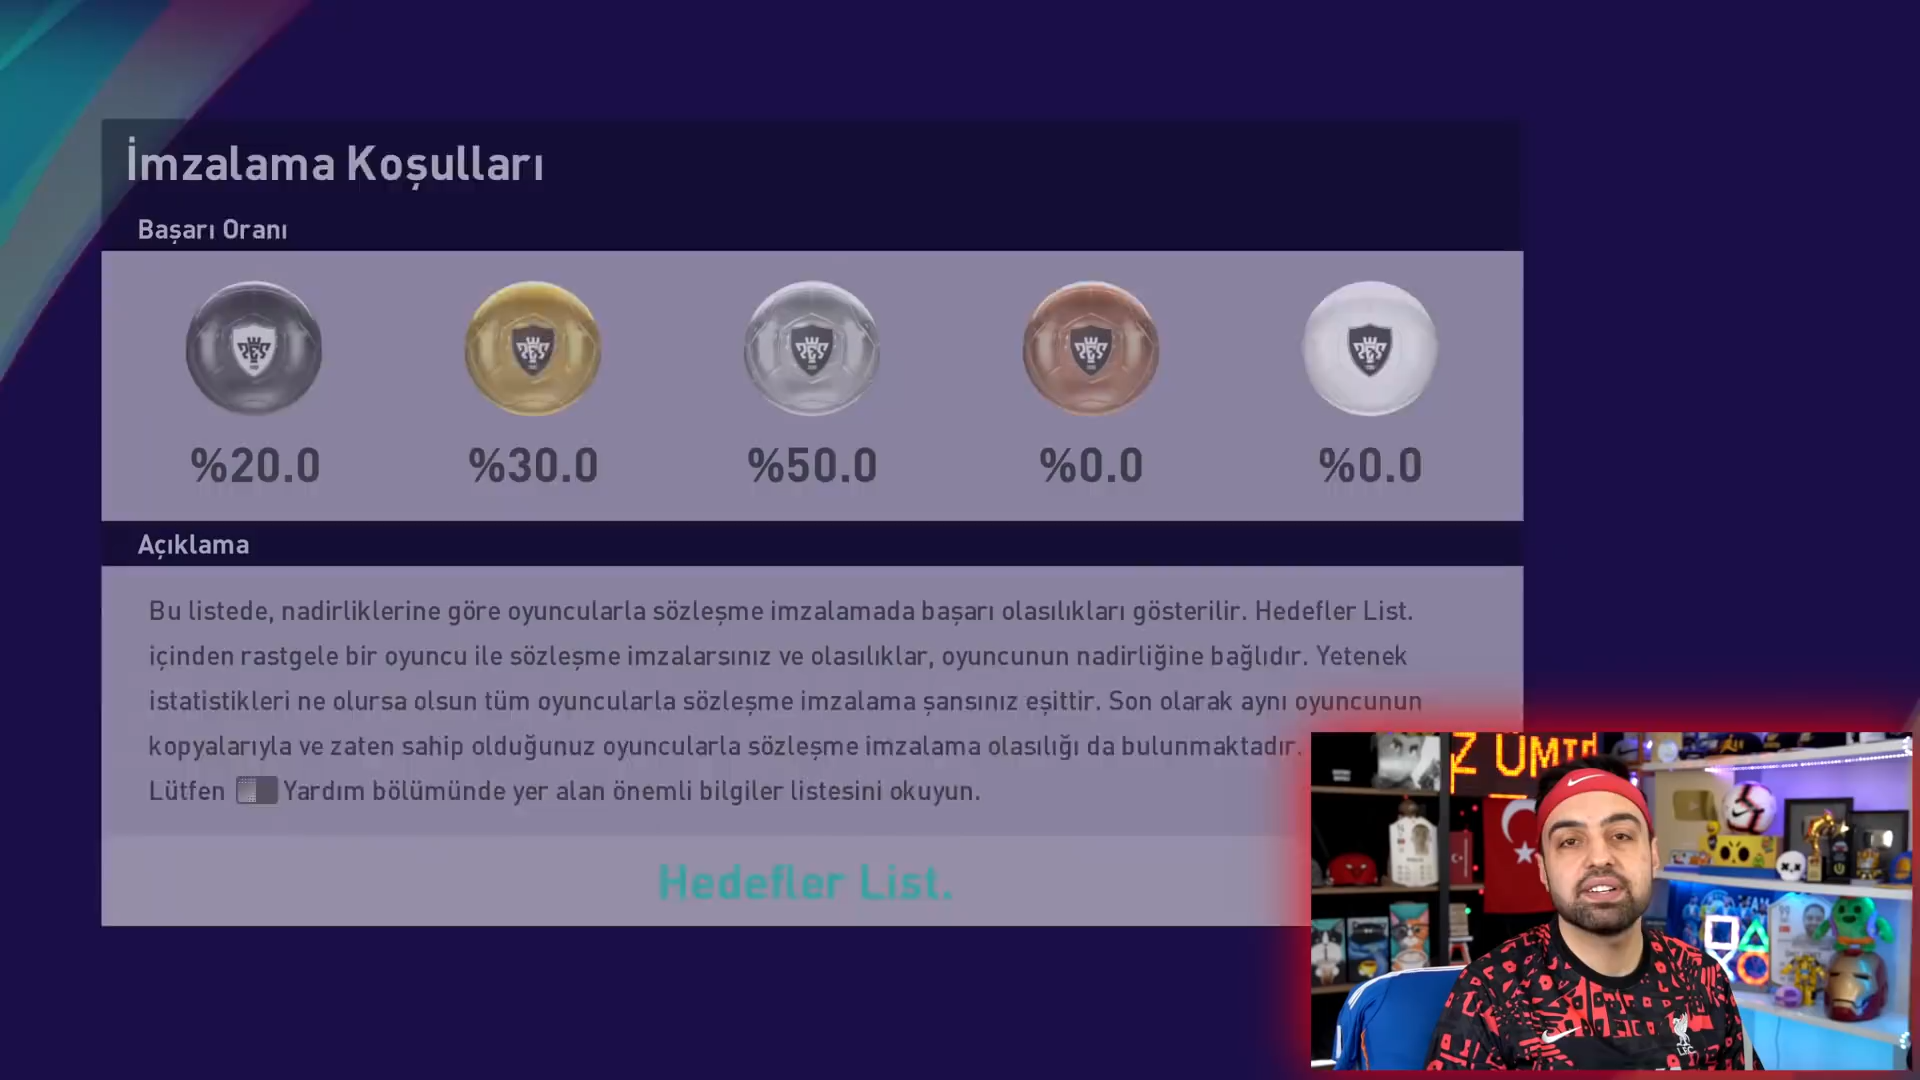 İmzalama Koşulları
Başarı Oranı
%20.0 %30.0 %50.0 %0.0 %0.0
Açıklama
Bu listede, nadirliklerine göre oyuncularla sözleşme imzalamada başarı olasılıkları gösterilir. Hedefler List.
içinden rastgele bir oyuncu ile sözleşme imzalarsınız ve olasılıklar, oyuncunun nadirliğine bağlıdır. Yetenek
istatistikleri ne olursa olsun tüm oyuncularla sözleşme imzalama şansınız eşittir. Son olarak aynı oyuncunun
kopyalarıyla ve zaten sahip olduğunuz oyuncularla sözleşme imzalama olasılığı da bulunmaktadır.
Lütfen Yardım bölümünde yer alan önemli bilgiler listesini okuyun.
Hedefler List.